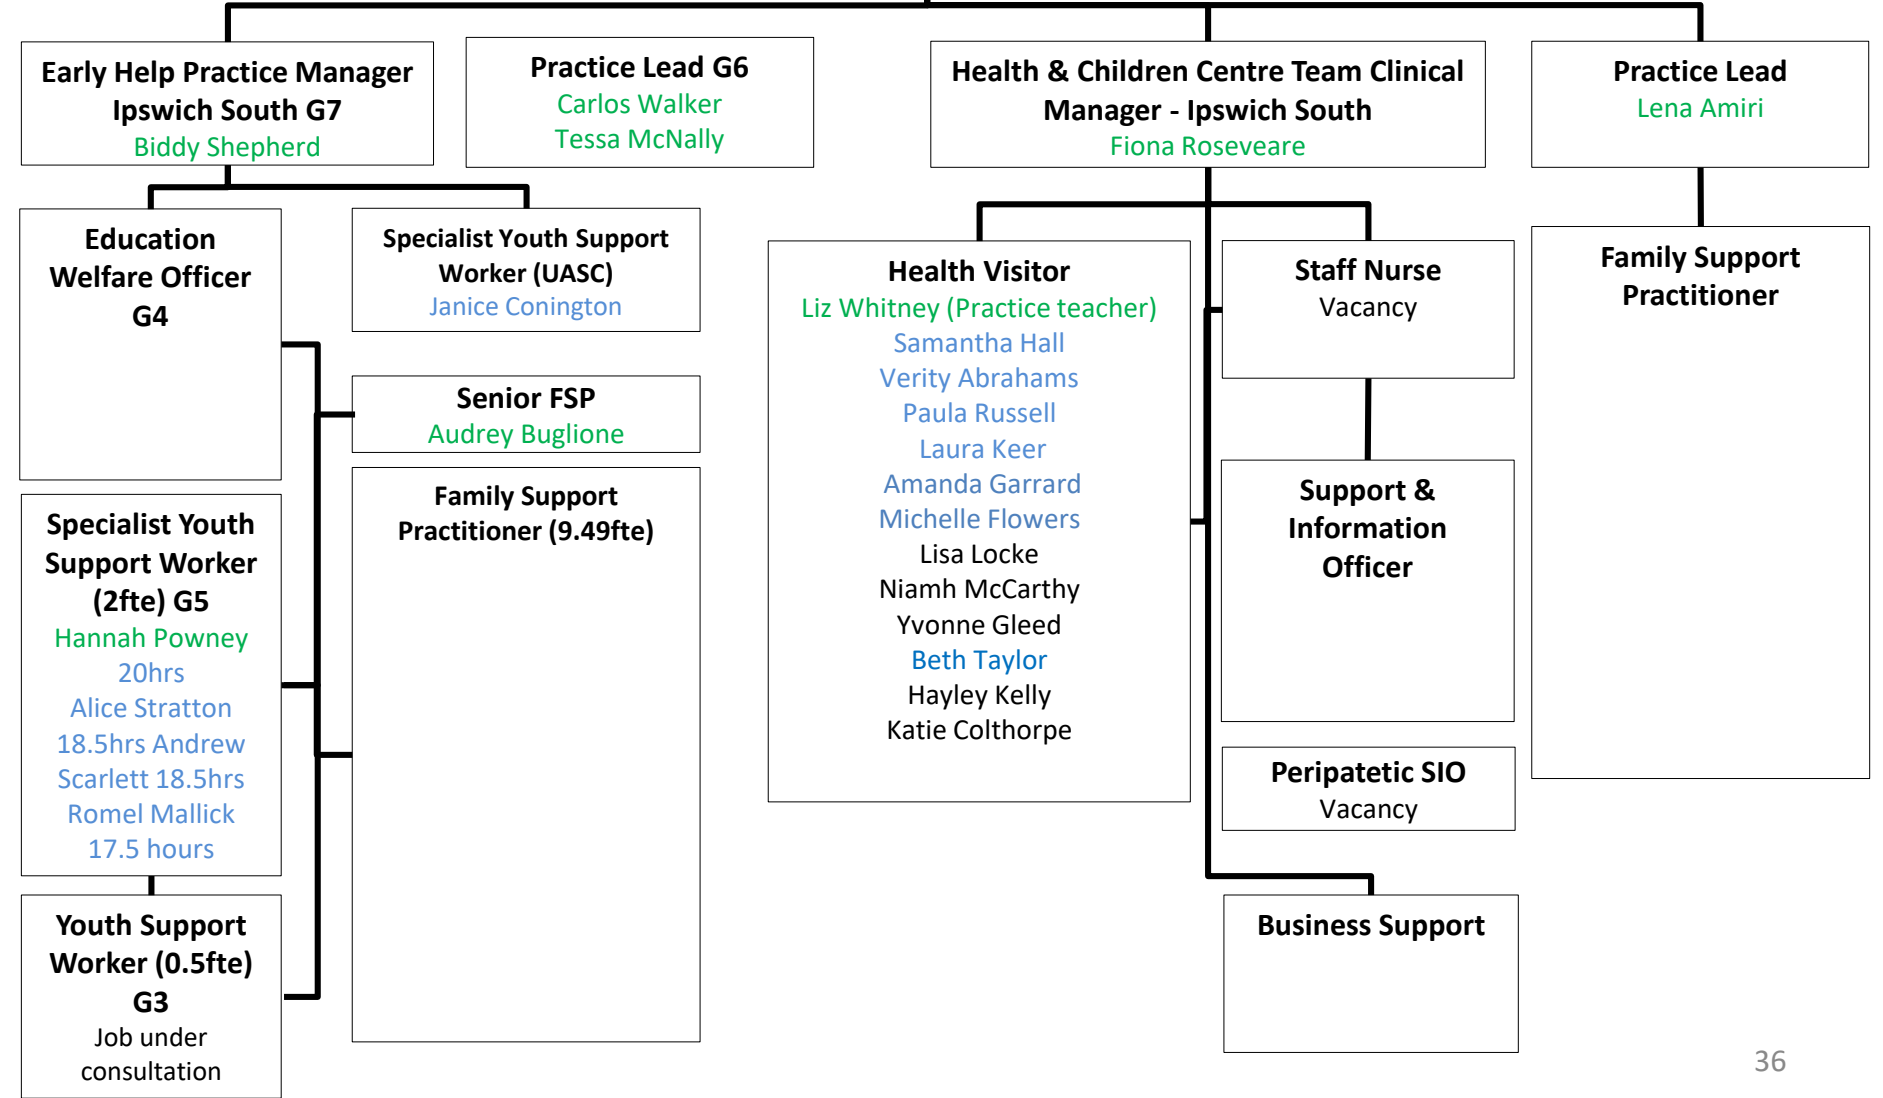 Early Help Practice Manager
Ipswich South G7
Biddy Shepherd
Practice Lead G6
Carlos Walker
Tessa McNally
Health & Children Centre Team Clinical
Manager - Ipswich South
Fiona Roseveare
Practice Lead
Lena Amiri
Education
Welfare Officer
G4
Specialist Youth Support
Worker (UASC)
Janice Conington
Senior FSP
Audrey Buglione
Specialist Youth
Support Worker
(2fte) G5
Hannah Powney
20hrs
Alice Stratton
18.5hrs Andrew
Scarlett 18.5hrs
Romel Mallick
17.5 hours
Family Support
Practitioner (9.49fte)
Youth Support
Worker (0.5fte)
G3
Job under
consultation
Health Visitor
Liz Whitney (Practice teacher)
Samantha Hall
Verity Abrahams
Paula Russell
Laura Keer
Amanda Garrard
Michelle Flowers
Lisa Locke
Niamh McCarthy
Yvonne Gleed
Beth Taylor
Hayley Kelly
Katie Colthorpe
Staff Nurse
Vacancy
Support &
Information
Officer
Peripatetic SIO
Vacancy
Business Support
Family Support
Practitioner
36